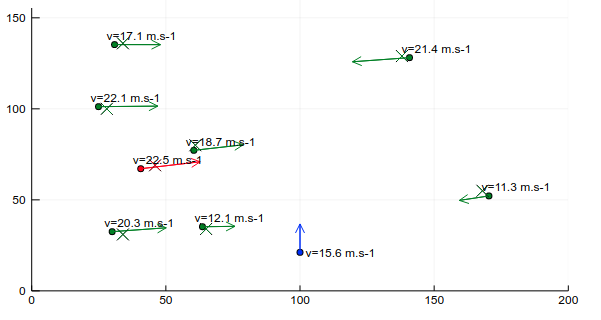 150
v=17.1 m.s-1
v=21.4 m.s-1
100
v=22.1 m.s-1
v=18.7 m.s-1
v=22.5 m.s-1
50
v=11.3 m.s-1
v=20.3 m.s-1
v=12.1 m.s-1
v=15.6 m.s-1
0
0 50 100 150 200